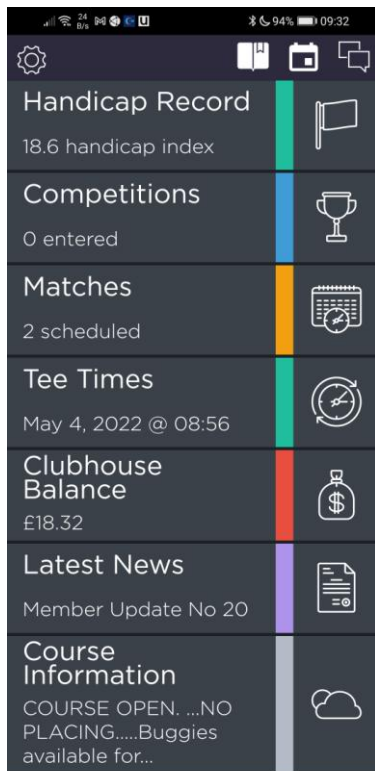 24
B/s
94% 09:32
Handicap Record
18.6 handicap index
Competitions
0 entered
Matches
2 scheduled
Tee Times
May 4, 2022 @ 08:56
Clubhouse
Balance
£18.32
$
Latest News
Member Update No 20
Course
Information
COURSE OPEN. ...NO
PLACING.....Buggies
available for...